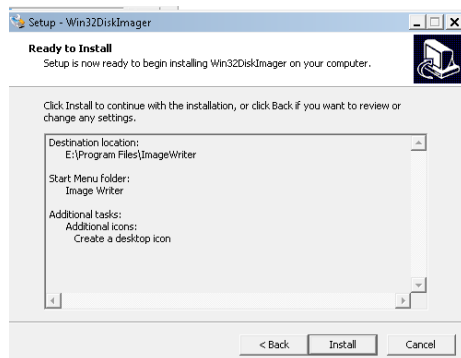 Setup - Win32DiskImager
Ready to Install
Setup is now ready to begin installing Win32DiskImager on your computer.
Click Install to continue with the installation, or click Back if you want to review or
change any settings.
Destination location:
E:\Program Files\ImageWriter
Start Menu folder:
Image Writer
Additional tasks:
Additional icons:
Create a desktop icon
< Back
Install
Cancel